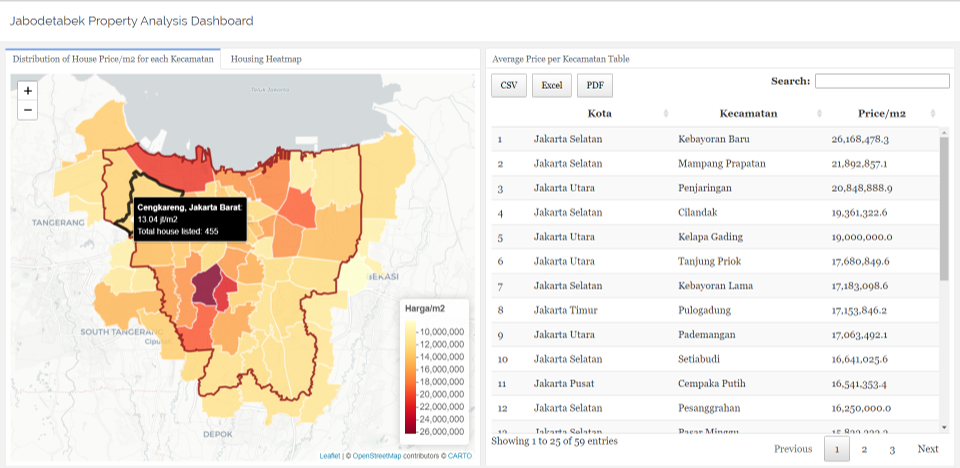 Jabodetabek Property Analysis Dashboard
Distribution of House Price/m2 for each Kecamatan
Housing Heatmap
+
−
Teluk Jakarta
Cengkareng, Jakarta Barat
13.04 jt/m2
Total house listed: 455
TANGERANG
BEKASI
SOUTH TANGERANG
DEPOK
Harga/m2
10,000,000
12,000,000
14,000,000
16,000,000
18,000,000
20,000,000
22,000,000
24,000,000
26,000,000
Leaflet | © OpenStreetMap contributors © CARTO
Average Price per Kecamatan Table
CSV Excel PDF
Search:
Kota Kecamatan Price/m2
1 Jakarta Selatan Kebayoran Baru 26,168,478.3
2 Jakarta Selatan Mampang Prapatan 21,892,857.1
3 Jakarta Utara Penjaringan 20,848,888.9
4 Jakarta Selatan Cilandak 19,361,322.6
5 Jakarta Utara Kelapa Gading 19,000,000.0
6 Jakarta Utara Tanjung Priok 17,680,849.6
7 Jakarta Selatan Kebayoran Lama 17,183,098.6
8 Jakarta Timur Pulogadung 17,153,846.2
9 Jakarta Utara Pademangan 17,063,492.1
10 Jakarta Selatan Setiabudi 16,641,025.6
11 Jakarta Pusat Cempaka Putih 16,541,353.4
12 Jakarta Selatan Pesanggrahan 16,250,000.0
Jakarta Selatan Pasar Minggu
Showing 1 to 25 of 59 entries
Previous 1 2 3 Next